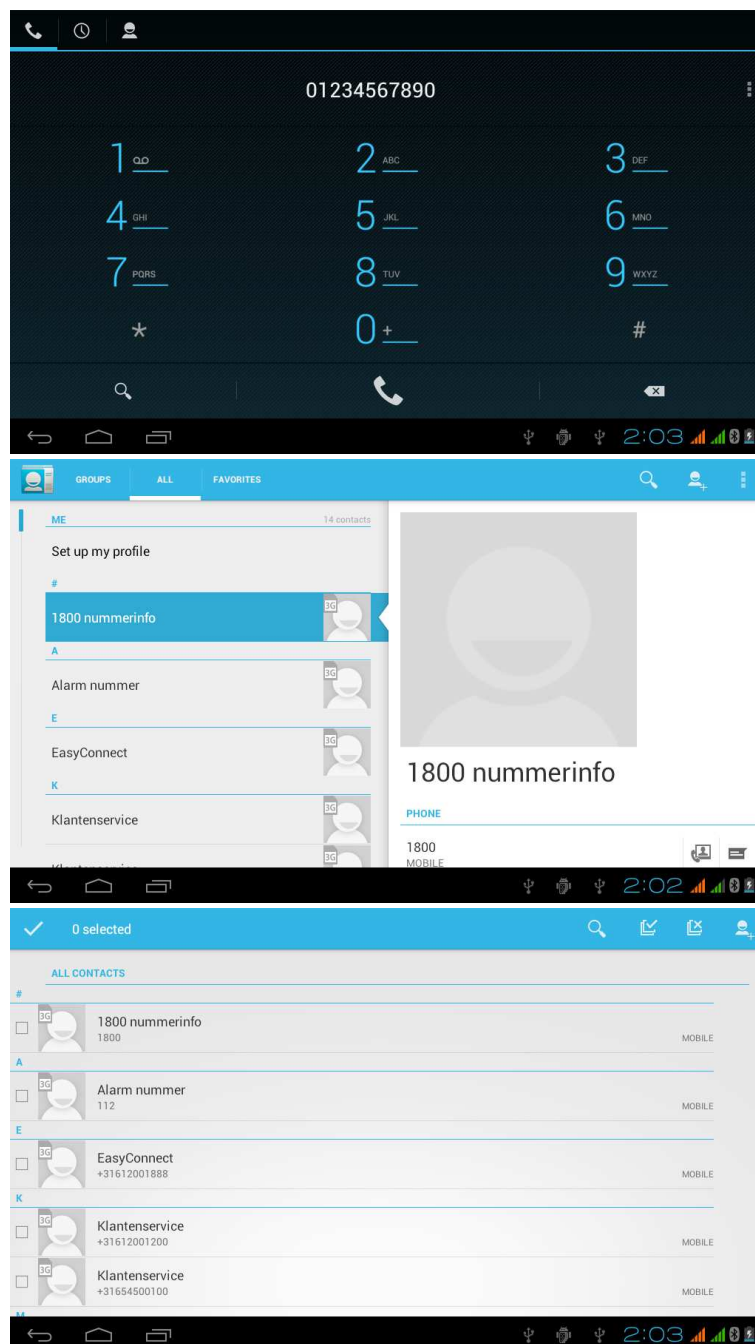 01234567890
1 2 ABC 3 DEF
4 GHI 5 JKL 6 MNO
7 PQRS 8 TUV 9 WXYZ
* 0 + #
2:03
GROUPS ALL FAVORITES
ME 14 contacts
Set up my profile
#
1800 nummerinfo 3G
A
Alarm nummer 3G
E
EasyConnect 3G
K
Klantenservice 3G
Klantenservice 3G
1800 nummerinfo
PHONE
1800
MOBILE
2:02
0 selected
ALL CONTACTS
#
3G 1800 nummerinfo
1800 MOBILE
A
3G Alarm nummer
112 MOBILE
E
3G EasyConnect
+31612001888 MOBILE
K
3G Klantenservice
+31612001200 MOBILE
3G Klantenservice
+31654500100 MOBILE
M
2:03